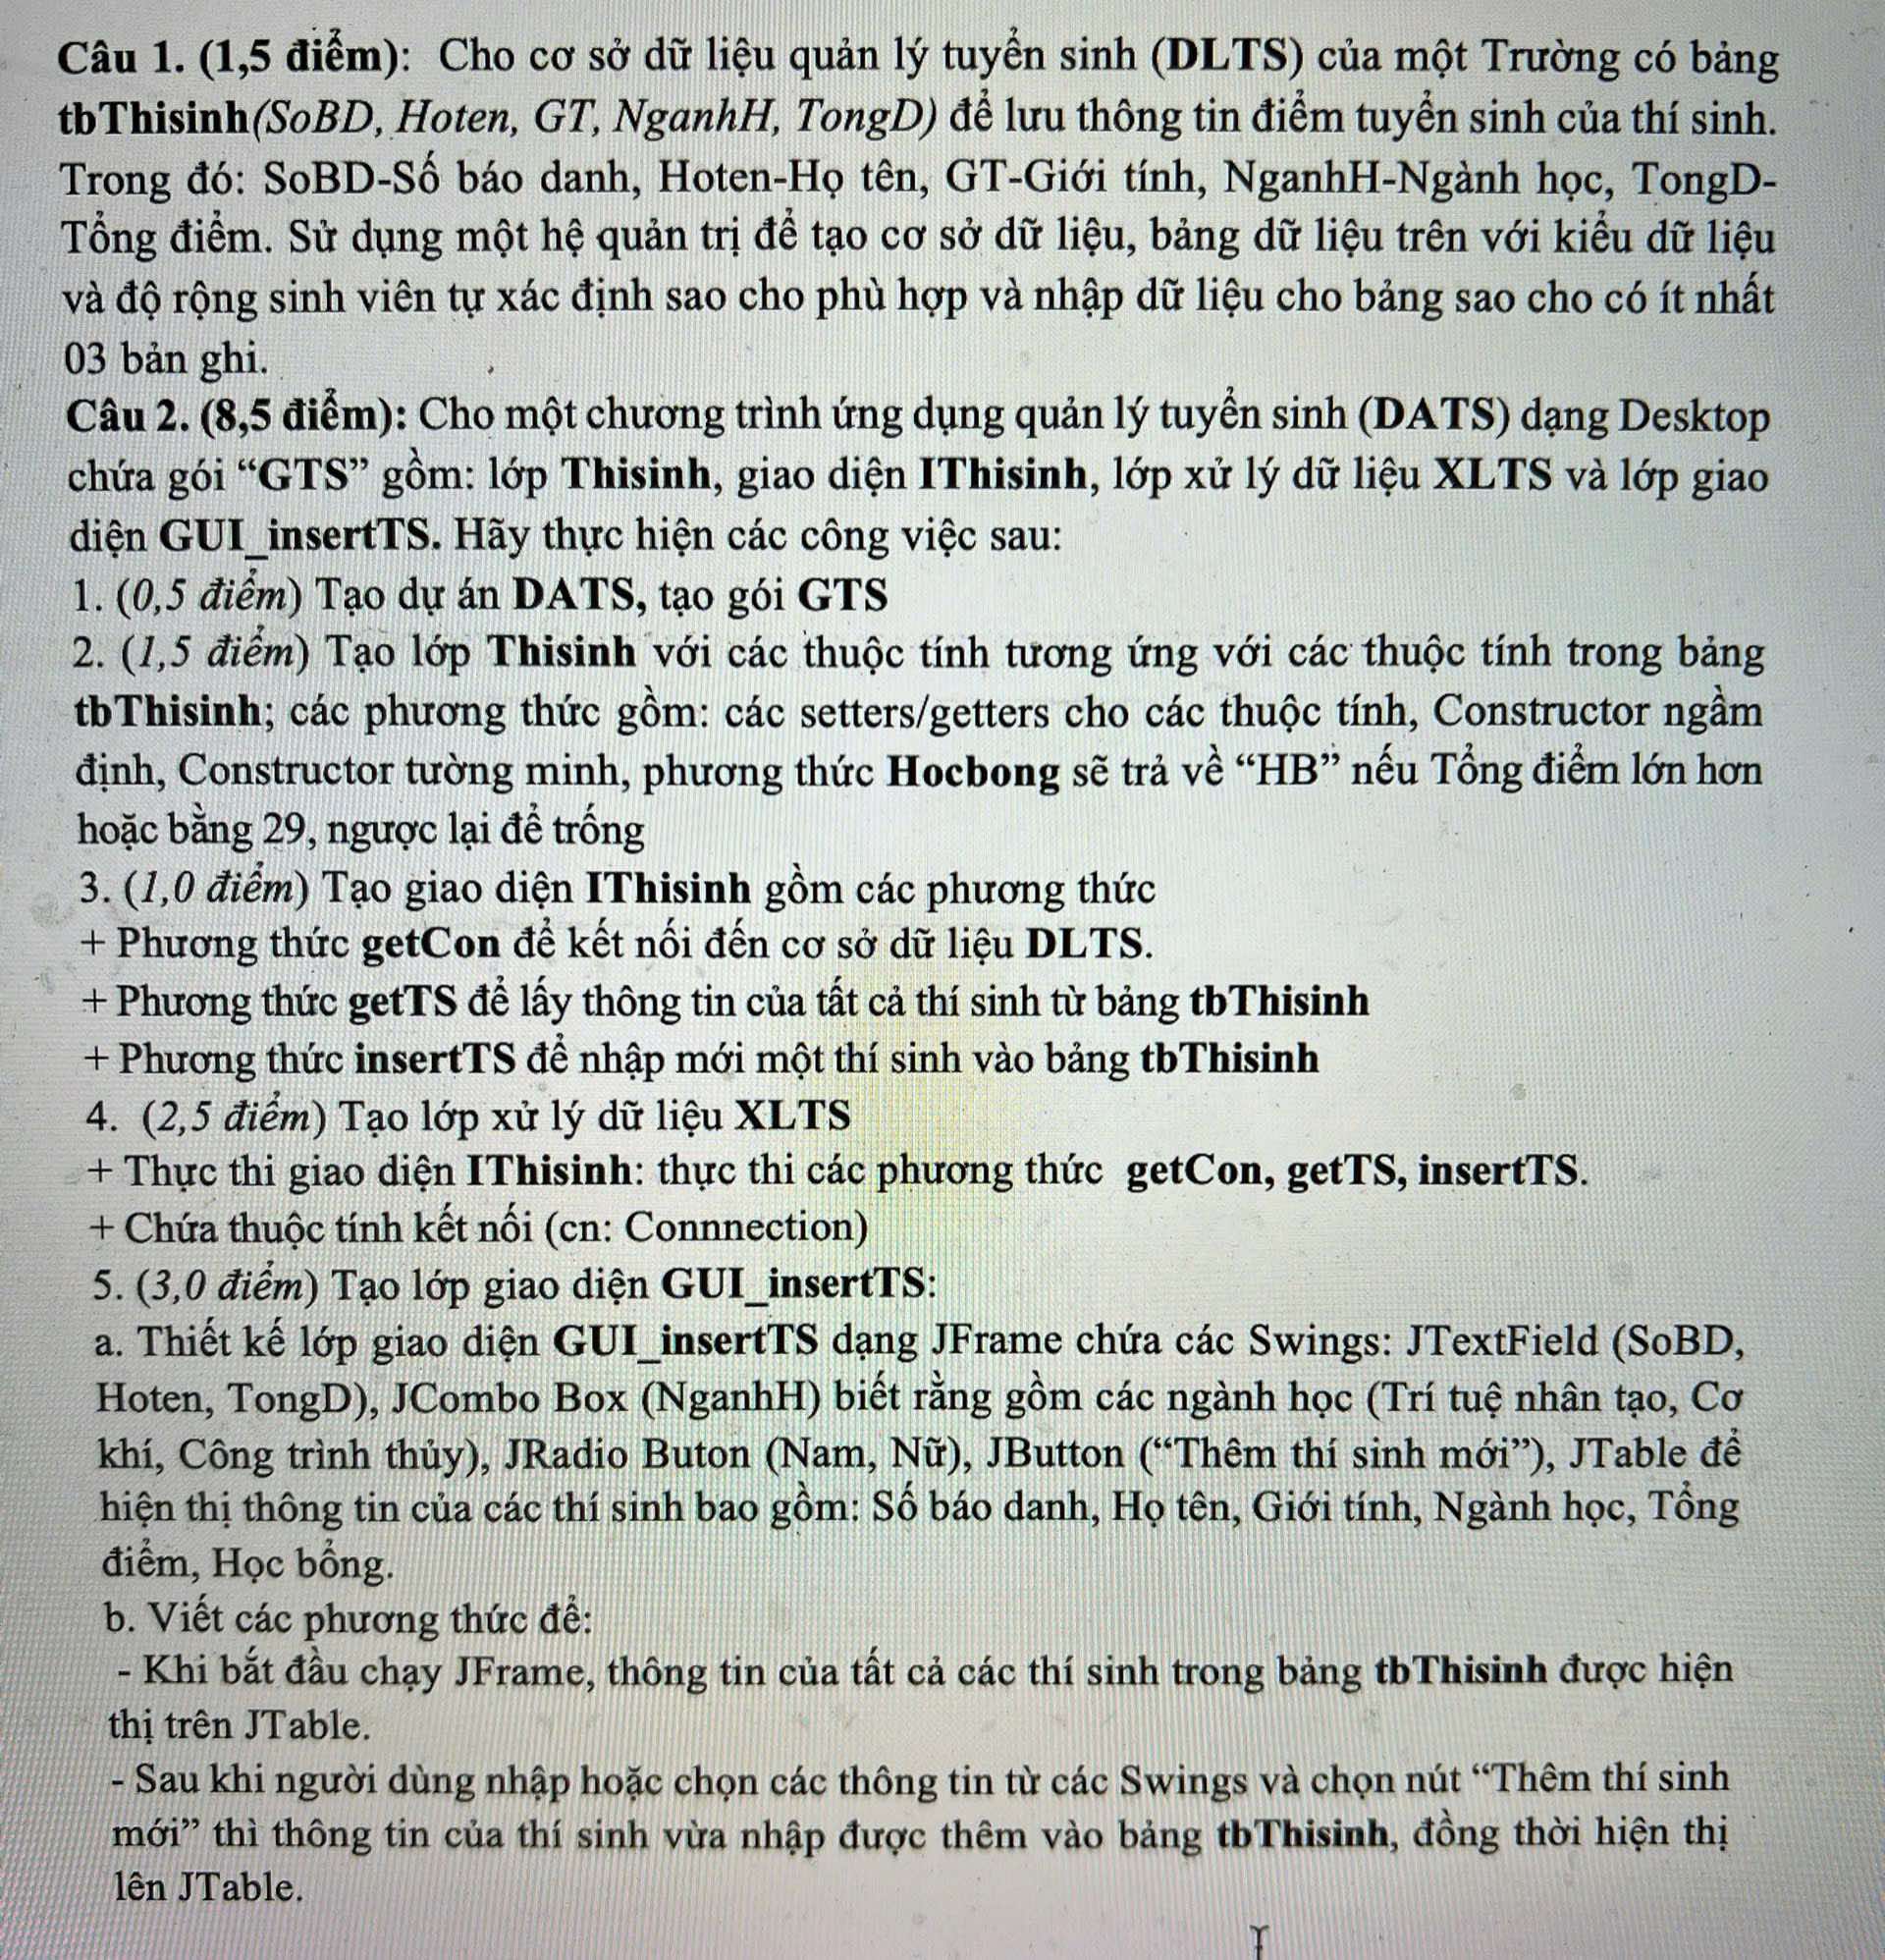 Câu 1. (1,5 điểm): Cho cơ sở dữ liệu quản lý tuyển sinh (DLTS) của một Trường có bảng
tbThisinh(SoBD, Hoten, GT, NganhH, TongD) để lưu thông tin điểm tuyển sinh của thí sinh.
Trong đó: SoBD-Số báo danh, Hoten-Họ tên, GT-Giới tính, NganhH-Ngành học, TongD-
Tổng điểm. Sử dụng một hệ quản trị để tạo cơ sở dữ liệu, bảng dữ liệu trên với kiểu dữ liệu
và độ rộng sinh viên tự xác định sao cho phù hợp và nhập dữ liệu cho bảng sao cho có ít nhất
03 bản ghi.
Câu 2. (8,5 điểm): Cho một chương trình ứng dụng quản lý tuyển sinh (DATS) dạng Desktop
chứa gói “GTS” gồm: lớp Thisinh, giao diện IThisinh, lớp xử lý dữ liệu XLTS và lớp giao
diện GUI_insertTS. Hãy thực hiện các công việc sau:
1. (0,5 điểm) Tạo dự án DATS, tạo gói GTS
2. (1,5 điểm) Tạo lớp Thisinh với các thuộc tính tương ứng với các thuộc tính trong bảng
tbThisinh; các phương thức gồm: các setters/getters cho các thuộc tính, Constructor ngầm
định, Constructor tường minh, phương thức Hocbong sẽ trả về “HB” nếu Tổng điểm lớn hơn
hoặc bằng 29, ngược lại để trống
3. (1,0 điểm) Tạo giao diện IThisinh gồm các phương thức
+ Phương thức getCon để kết nối đến cơ sở dữ liệu DLTS.
+ Phương thức getTS để lấy thông tin của tất cả thí sinh từ bảng tbThisinh
+ Phương thức insertTS để nhập mới một thí sinh vào bảng tbThisinh
4. (2,5 điểm) Tạo lớp xử lý dữ liệu XLTS
+ Thực thi giao diện IThisinh: thực thi các phương thức getCon, getTS, insertTS.
+ Chứa thuộc tính kết nối (cn: Connnection)
5. (3,0 điểm) Tạo lớp giao diện GUI_insertTS:
a. Thiết kế lớp giao diện GUI_insertTS dạng JFrame chứa các Swings: JTextField (SoBD,
Hoten, TongD), JCombo Box (NganhH) biết rằng gồm các ngành học (Trí tuệ nhân tạo, Cơ
khí, Công trình thủy), JRadio Buton (Nam, Nữ), JButton (“Thêm thí sinh mới”), JTable để
hiện thị thông tin của các thí sinh bao gồm: Số báo danh, Họ tên, Giới tính, Ngành học, Tổng
điểm, Học bổng.
b. Viết các phương thức để:
- Khi bắt đầu chạy JFrame, thông tin của tất cả các thí sinh trong bảng tbThisinh được hiện
thị trên JTable.
- Sau khi người dùng nhập hoặc chọn các thông tin từ các Swings và chọn nút “Thêm thí sinh
mới” thì thông tin của thí sinh vừa nhập được thêm vào bảng tbThisinh, đồng thời hiện thị
lên JTable.